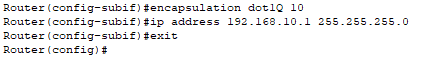 Router(config-subif)#encapsulation dot1Q 10
Router(config-subif)#ip address 192.168.10.1 255.255.255.0
Router(config-subif)#exit
Router(config)#